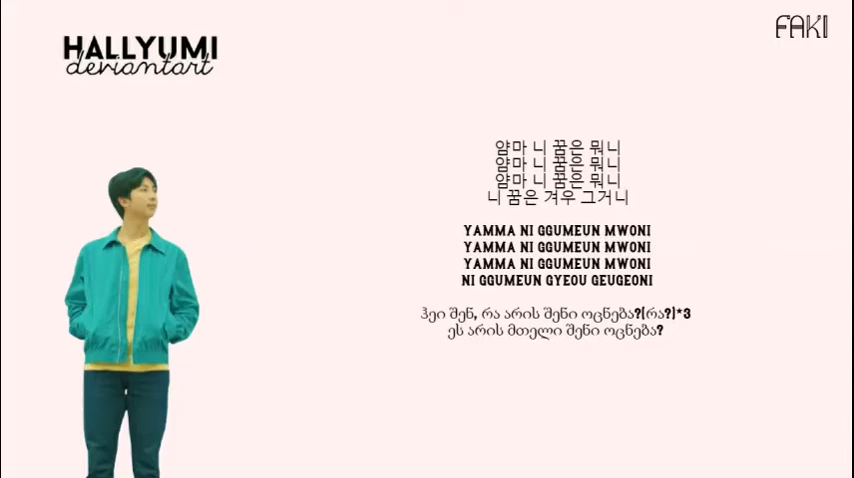 HALLYUMI
deviantart
FAKI
얌마 니 꿈은 뭐니
얌마 니 꿈은 뭐니
얌마 니 꿈은 뭐니
니 꿈은 겨우 그거니
YAMMA NI GGUMEUN MWONI
YAMMA NI GGUMEUN MWONI
YAMMA NI GGUMEUN MWONI
NI GGUMEUN GYEOU GEUGEONI
ჰეი შენ, რა არის შენი ოცნება?(რა?)*3
ეს არის მთელი შენი ოცნება?